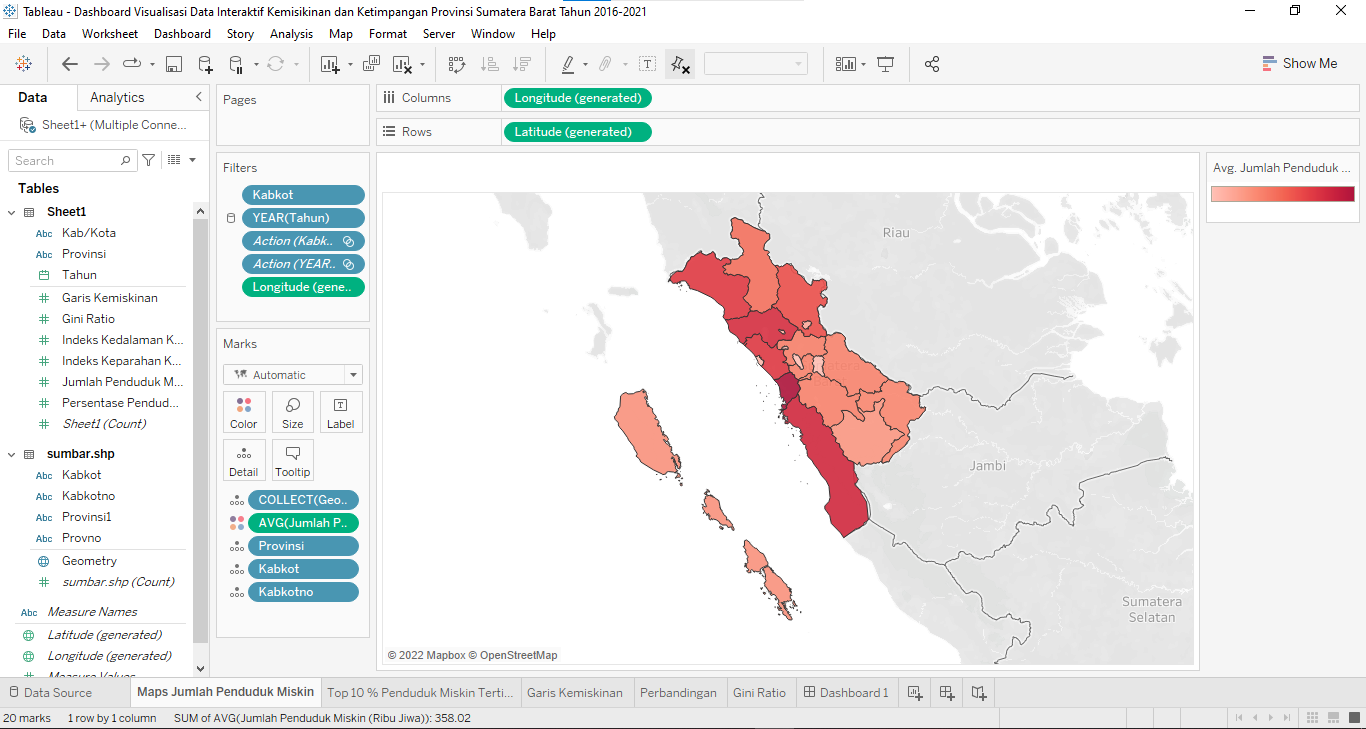 Tableau - Dashboard Visualisasi Data Interaktif Kemisikinan dan Ketimpangan Provinsi Sumatera Barat Tahun 2016-2021
File Data Worksheet Dashboard Story Analysis Map Format Server Window Help
Show Me
Data Analytics
Sheet1+ (Multiple Conne...
Search
Tables
Sheet1
Abc Kab/Kota
Abc Provinsi
Tahun
Garis Kemiskinan
Gini Ratio
Indeks Kedalaman K...
Indeks Keparahan K...
Jumlah Penduduk M...
Persentase Pendud...
Sheet1 (Count)
sumbar.shp
Abc Kabkot
Abc Kabkotno
Abc Provinsi1
Abc Provno
Geometry
sumbar.shp (Count)
Abc Measure Names
Latitude (generated)
Longitude (generated)
Measure Values
Pages
Filters
Kabkot
YEAR(Tahun)
Action (Kabk..
Action (YEAR..
Longitude (gene..
Marks
Automatic
Color Size Label
Detail Tooltip
COLLECT(Geo..
AVG(Jumlah P..
Provinsi
Kabkot
Kabkotno
Columns Longitude (generated)
Rows Latitude (generated)
Riau
Jambi
Sumatera
Selatan
© 2022 Mapbox © OpenStreetMap
Avg. Jumlah Penduduk ...
Data Source Maps Jumlah Penduduk Miskin Top 10 % Penduduk Miskin Terti... Garis Kemiskinan Perbandingan Gini Ratio Dashboard 1
20 marks 1 row by 1 column SUM of AVG(Jumlah Penduduk Miskin (Ribu Jiwa)): 358.02